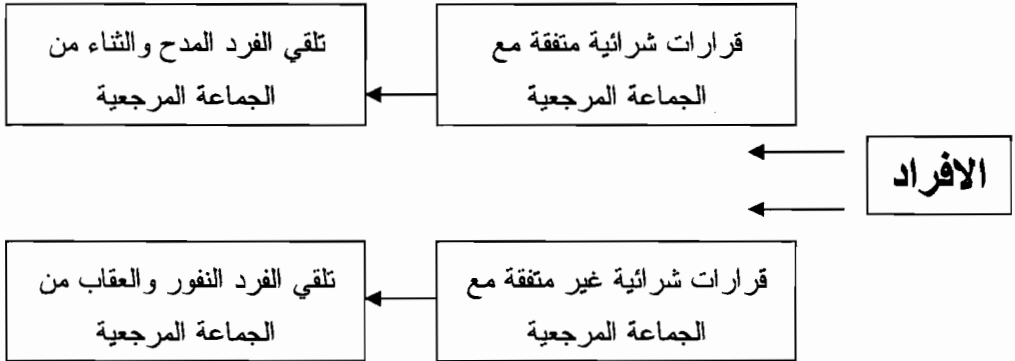 الافراد
قرارات شرائية متفقة مع
الجماعة المرجعية
تلقي الفرد المدح والثناء من
الجماعة المرجعية
قرارات شرائية غير متفقة مع
الجماعة المرجعية
تلقي الفرد النفور والعقاب من
الجماعة المرجعية